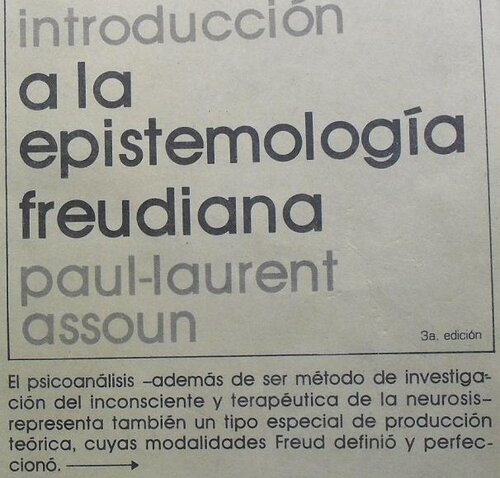 introducción
a la
epistemología
freudiana
paul-laurent
assoun
3a. edición
El psicoanálisis –además de ser método de investiga-
ción del inconsciente y terapéutica de la neurosis–
representa también un tipo especial de producción
teórica, cuyas modalidades Freud definió y perfec-
cionó.